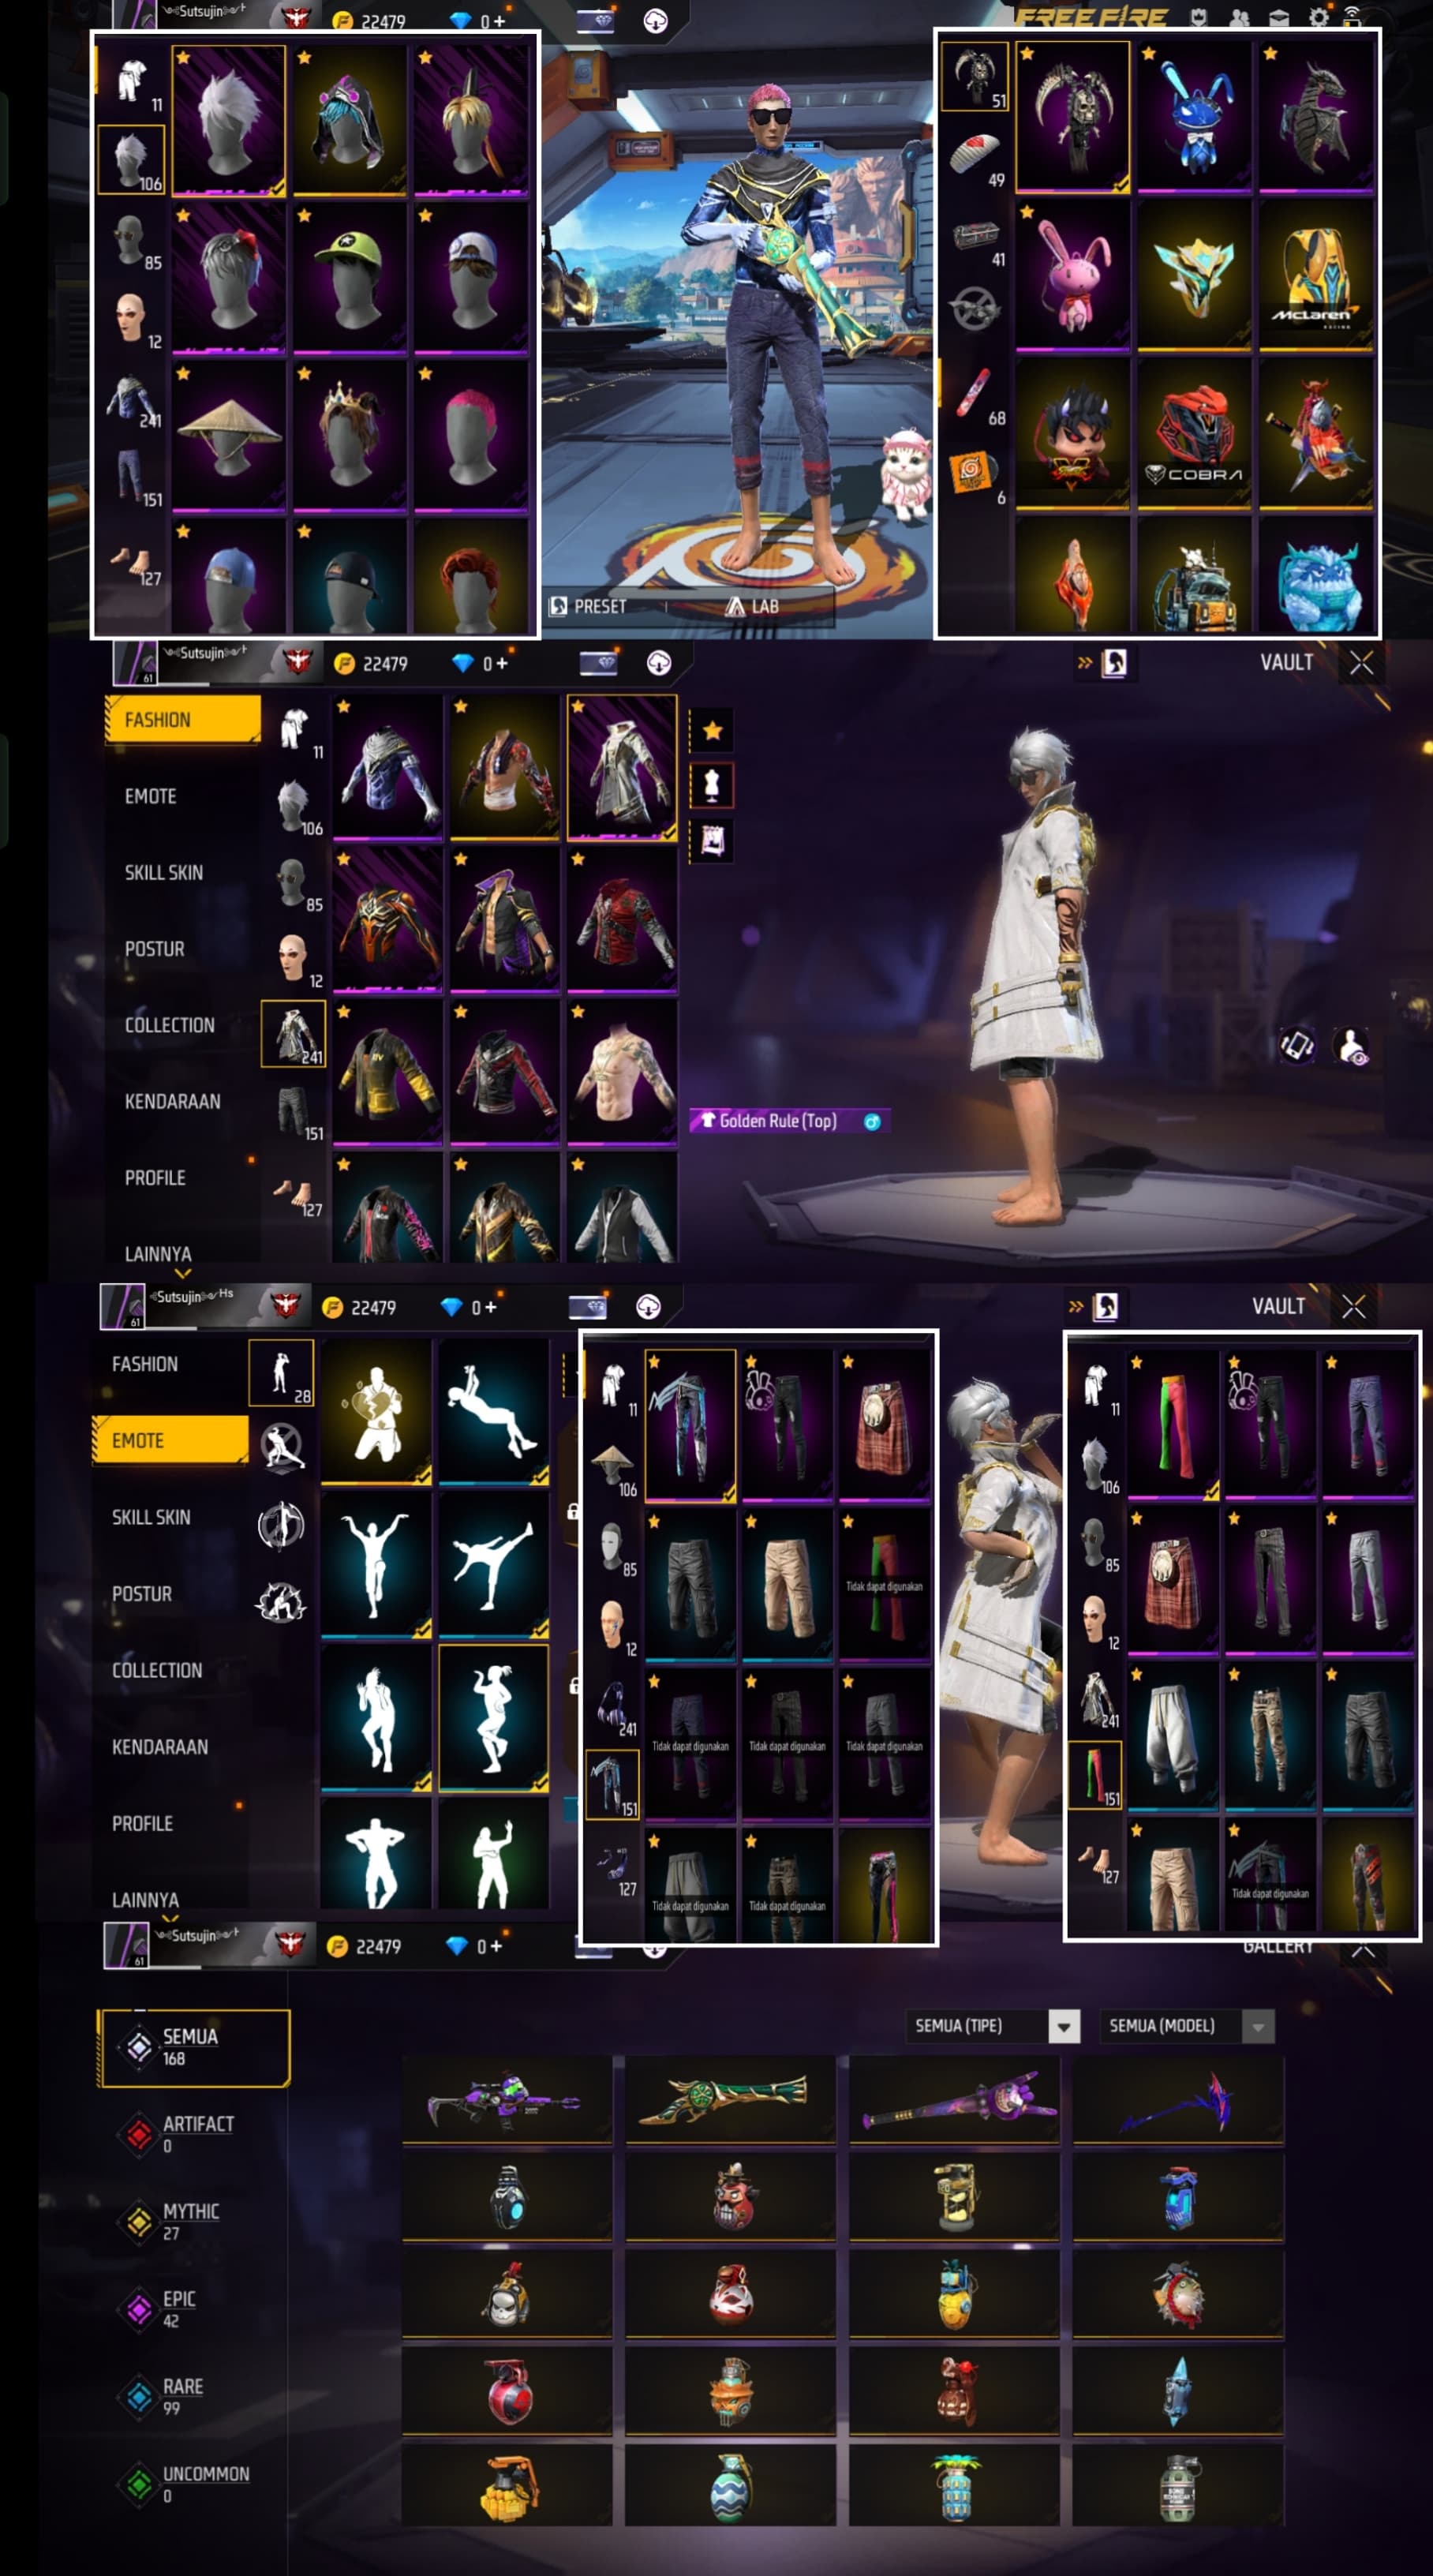 Sutsujin
22479
0 +
FREE FIRE
11
106
85
12
241
151
127
PRESET
LAB
51
49
41
68
6
McLaren
RACING
COBRA
61
Sutsujin
22479
0 +
VAULT
FASHION
EMOTE
SKILL SKIN
POSTUR
COLLECTION
KENDARAAN
PROFILE
LAINNYA
11
106
85
12
241
151
127
Golden Rule (Top)
61
Sutsujin Hs
22479
0 +
VAULT
FASHION
EMOTE
SKILL SKIN
POSTUR
COLLECTION
KENDARAAN
PROFILE
LAINNYA
28
11
106
85
12
241
151
127
Tidak dapat digunakan
Tidak dapat digunakan
Tidak dapat digunakan
Tidak dapat digunakan
Tidak dapat digunakan
Tidak dapat digunakan
11
106
85
12
241
151
127
Tidak dapat digunakan
61
Sutsujin
22479
0 +
GALLERY
SEMUA
168
ARTIFACT
0
MYTHIC
27
EPIC
42
RARE
99
UNCOMMON
0
SEMUA (TIPE)
SEMUA (MODEL)